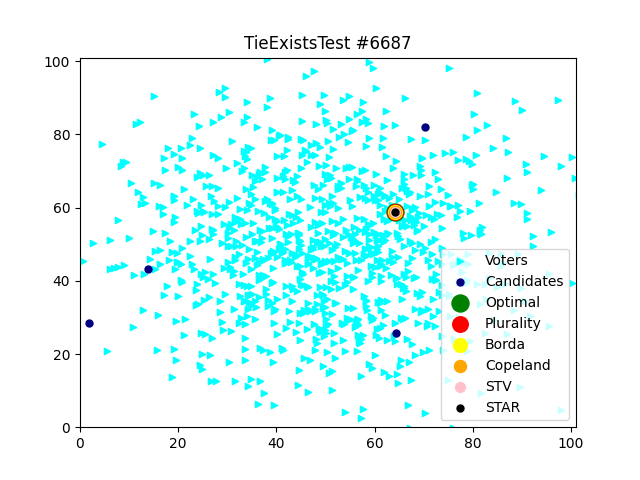 TieExistsTest #6687
100
80
60
40
20
0
0 20 40 60 80 100
Voters
Candidates
Optimal
Plurality
Borda
Copeland
STV
STAR